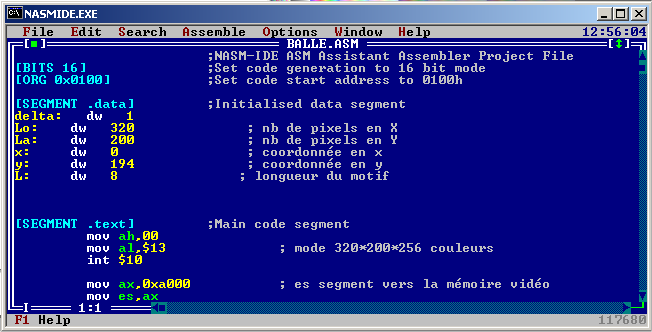 NASMIDE.EXE
File Edit Search Assemble Options Window Help 12:56:04
BALLE.ASM
;NASM-IDE ASM Assistant Assembler Project File
[BITS 16] ;Set code generation to 16 bit mode
[ORG 0x0100] ;Set code start address to 0100h
[SEGMENT .data] ;Initialised data segment
delta: dw 1
Lo: dw 320 ; nb de pixels en X
La: dw 200 ; nb de pixels en Y
x: dw 0 ; coordonnée en x
y: dw 194 ; coordonnée en y
L: dw 8 ; longueur du motif
[SEGMENT .text] ;Main code segment
mov ah,00
mov al,$13 ; mode 320*200*256 couleurs
int $10
mov ax,0xa000 ; es segment vers la mémoire vidéo
mov es,ax
1:1
F1 Help 117680